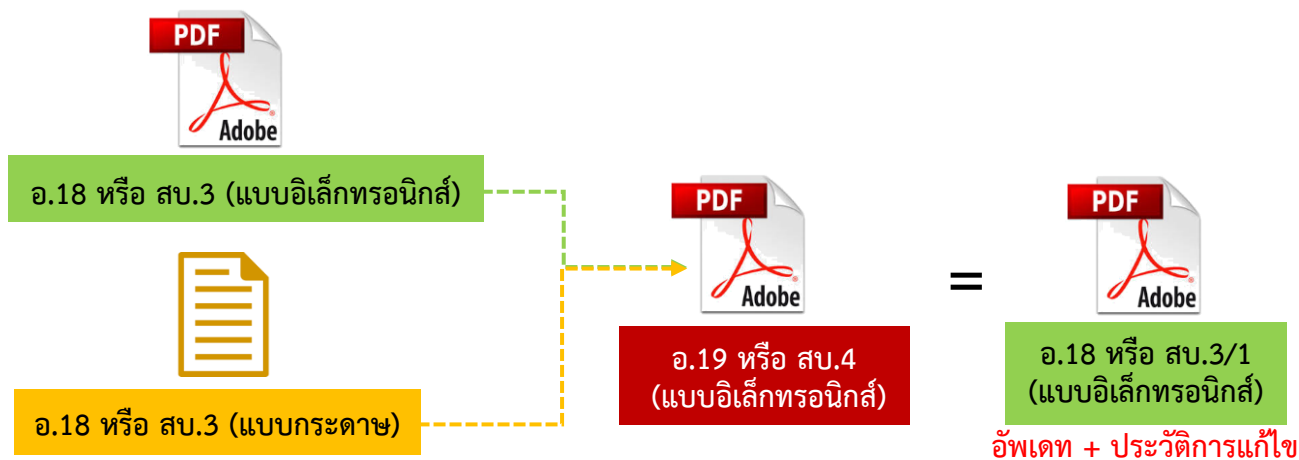 PDF
Adobe
อ.18 หรือ สบ.3 (แบบอิเล็กทรอนิกส์)
อ.18 หรือ สบ.3 (แบบกระดาษ)
PDF
Adobe
อ.19 หรือ สบ.4
(แบบอิเล็กทรอนิกส์)
=
PDF
Adobe
อ.18 หรือ สบ.3/1
(แบบอิเล็กทรอนิกส์)
อัพเดท + ประวัติการแก้ไข